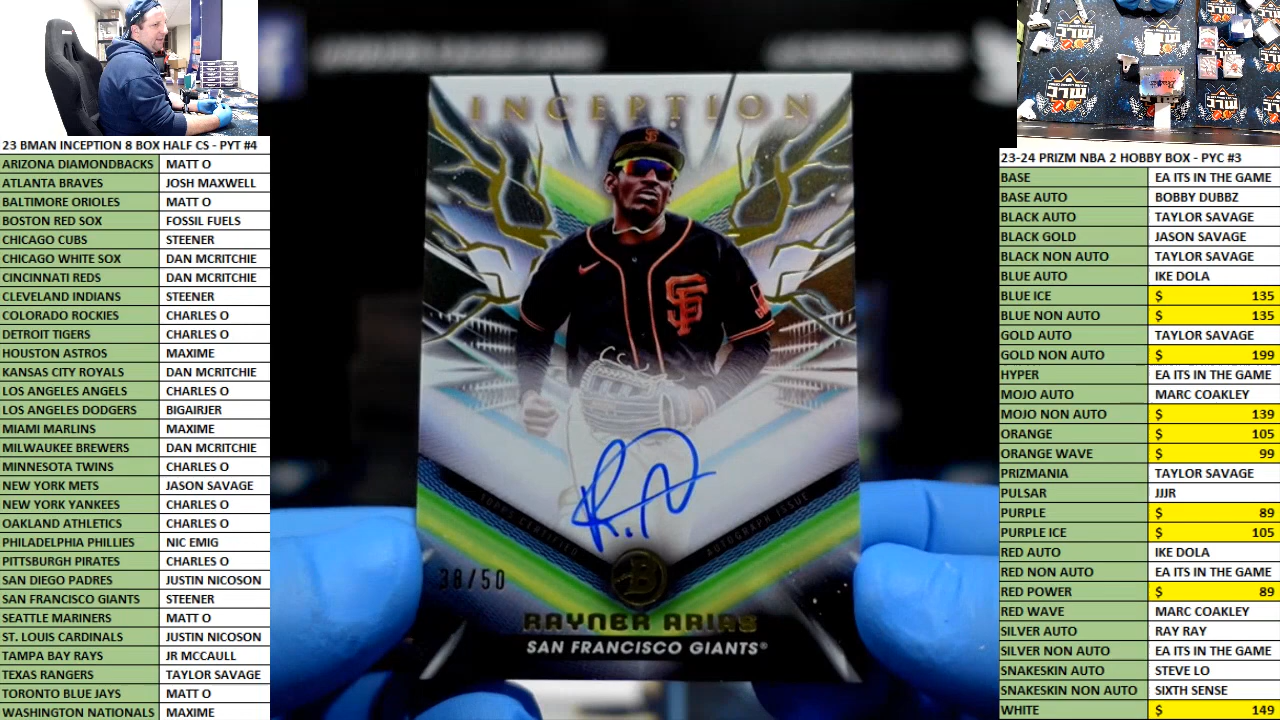 23 BMAN INCEPTION 8 BOX HALF CS - PYT #4
ARIZONA DIAMONDBACKS MATT O
ATLANTA BRAVES JOSH MAXWELL
BALTIMORE ORIOLES MATT O
BOSTON RED SOX FOSSIL FUELS
CHICAGO CUBS STEENER
CHICAGO WHITE SOX DAN MCRITCHIE
CINCINNATI REDS DAN MCRITCHIE
CLEVELAND INDIANS STEENER
COLORADO ROCKIES CHARLES O
DETROIT TIGERS CHARLES O
HOUSTON ASTROS MAXIME
KANSAS CITY ROYALS DAN MCRITCHIE
LOS ANGELES ANGELS CHARLES O
LOS ANGELES DODGERS BIGAIRJER
MIAMI MARLINS MAXIME
MILWAUKEE BREWERS DAN MCRITCHIE
MINNESOTA TWINS CHARLES O
NEW YORK METS JASON SAVAGE
NEW YORK YANKEES CHARLES O
OAKLAND ATHLETICS CHARLES O
PHILADELPHIA PHILLIES NIC EMIG
PITTSBURGH PIRATES CHARLES O
SAN DIEGO PADRES JUSTIN NICOSON
SAN FRANCISCO GIANTS STEENER
SEATTLE MARINERS MATT O
ST. LOUIS CARDINALS JUSTIN NICOSON
TAMPA BAY RAYS JR MCCAULL
TEXAS RANGERS TAYLOR SAVAGE
TORONTO BLUE JAYS MATT O
WASHINGTON NATIONALS MAXIME
INCEPTION
SF
R.A
TOPPS CERTIFIED
AUTOGRAPH ISSUE
B
38/50
RAYNER ARIAS
SAN FRANCISCO GIANTS®
23-24 PRIZM NBA 2 HOBBY BOX - PYC #3
BASE EA ITS IN THE GAME
BASE AUTO BOBBY DUBBZ
BLACK AUTO TAYLOR SAVAGE
BLACK GOLD JASON SAVAGE
BLACK NON AUTO TAYLOR SAVAGE
BLUE AUTO IKE DOLA
BLUE ICE $ 135
BLUE NON AUTO $ 135
GOLD AUTO TAYLOR SAVAGE
GOLD NON AUTO $ 199
HYPER EA ITS IN THE GAME
MOJO AUTO MARC COAKLEY
MOJO NON AUTO $ 139
ORANGE $ 105
ORANGE WAVE $ 99
PRIZMANIA TAYLOR SAVAGE
PULSAR JJJR
PURPLE $ 89
PURPLE ICE $ 105
RED AUTO IKE DOLA
RED NON AUTO EA ITS IN THE GAME
RED POWER $ 89
RED WAVE MARC COAKLEY
SILVER AUTO RAY RAY
SILVER NON AUTO EA ITS IN THE GAME
SNAKESKIN AUTO STEVE LO
SNAKESKIN NON AUTO SIXTH SENSE
WHITE $ 149